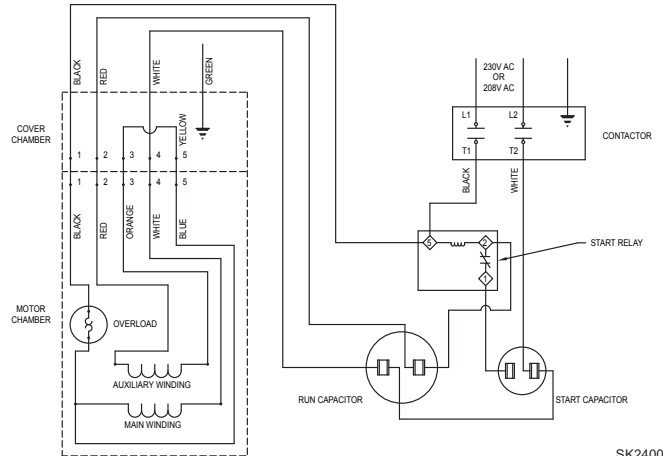 BLACK
RED
WHITE
GREEN
230V AC
OR
208V AC
L1
L2
COVER
CHAMBER
YELLOW
CONTACTOR
T1
T2
1
2
3
4
5
1
2
3
4
5
BLACK
WHITE
BLACK
RED
ORANGE
WHITE
BLUE
5
2
START RELAY
1
MOTOR
CHAMBER
OVERLOAD
AUXILIARY WINDING
RUN CAPACITOR
START CAPACITOR
MAIN WINDING
SK2400